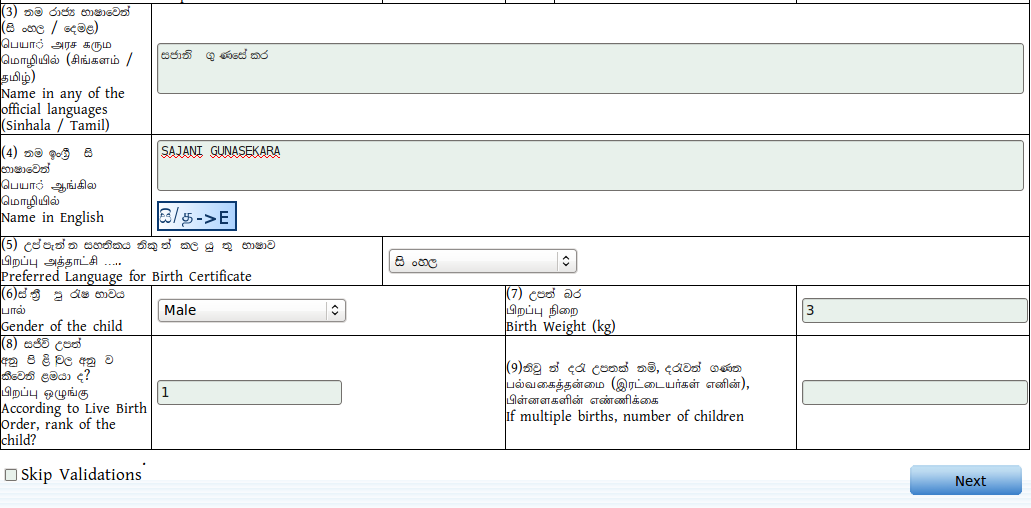 (3) නම රාජ්‍ය භාෂාවෙන්
(සිංහල / දෙමළ)
பெயர் அரச கரும
மொழியில் (சிங்களம் /
தமிழ்)
Name in any of the
official languages
(Sinhala / Tamil)
සජානි ගුණසේකර
(4) නම ඉංග්‍රීසි
භාෂාවෙන්
பெயர் ஆங்கில
மொழியில்
Name in English
SAJANI GUNASEKARA
සි/த->E
(5) උප්පැන්න සහතිකය නිකුත් කල යුතු භාෂාව
பிறப்பு அத்தாட்சி .....
Preferred Language for Birth Certificate
සිංහල
(6)ස්ත්‍රී පුරුෂ භාවය
பால்
Gender of the child
Male
(7) උපත් බර
பிறப்பு நிறை
Birth Weight (kg)
3
(8) සජිවි උපත්
අනුපිළිවල අනුව
කීවෙනි ළමයා ද?
பிறப்பு ஒழுங்கு
According to Live Birth
Order, rank of the
child?
1
(9)නිවුන් දරු උපතක් නම්, දරුවන් ගණන
பல்வகைத்தன்மை (இரட்டையர்கள் எனின்),
பிள்ளைகளின் எண்ணிக்கை
If multiple births, number of children
Skip Validations
Next